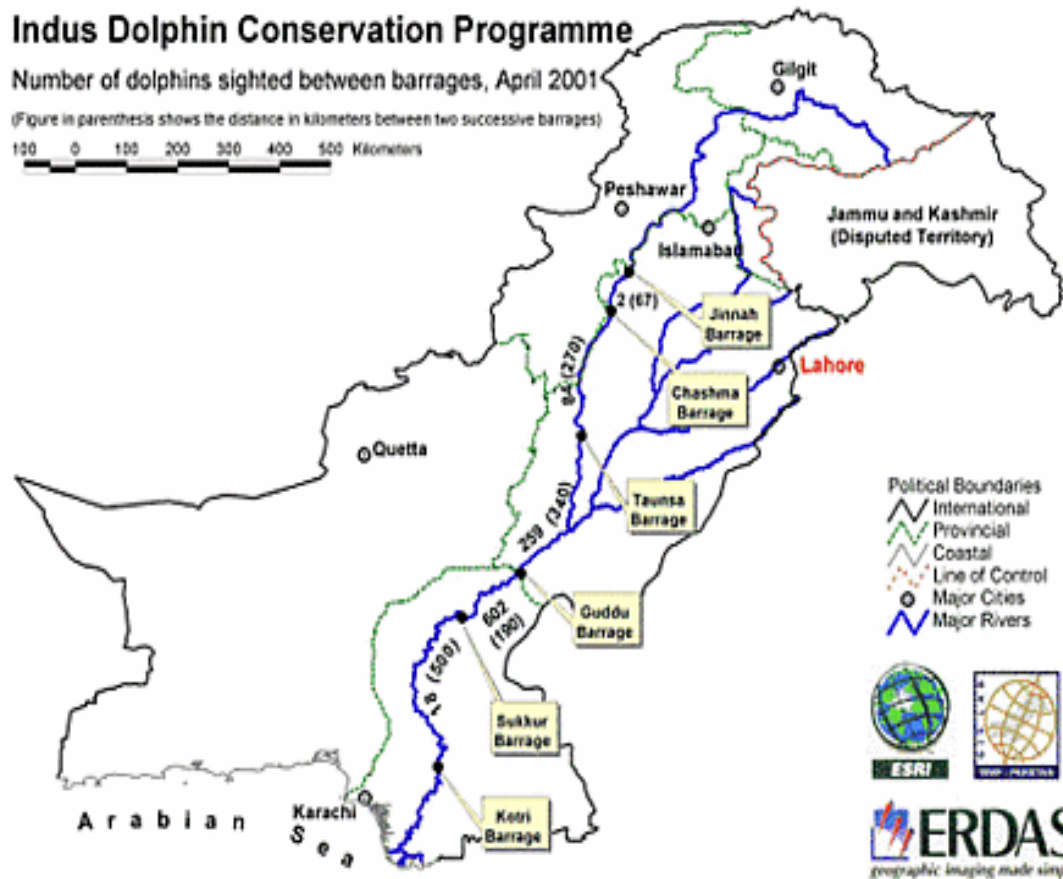 Indus Dolphin Conservation Programme
Number of dolphins sighted between barrages, April 2001
(Figure in parenthesis shows the distance in kilometers between two successive barrages)
100 0 100 200 300 400 500 Kilometers
Gilgit
Peshawar
Islamabad
Jammu and Kashmir
(Disputed Territory)
2 (67)
Jinnah
Barrage
84 (270)
Lahore
Chashma
Barrage
Quetta
Taunsa
Barrage
259 (340)
Political Boundaries
International
Provincial
Coastal
Line of Control
Major Cities
Major Rivers
602
(190)
Guddu
Barrage
18 (500)
Sukkur
Barrage
ESRI
Karachi
Kotri
Barrage
Arabian
Sea
ERDAS
geographic imaging made simp